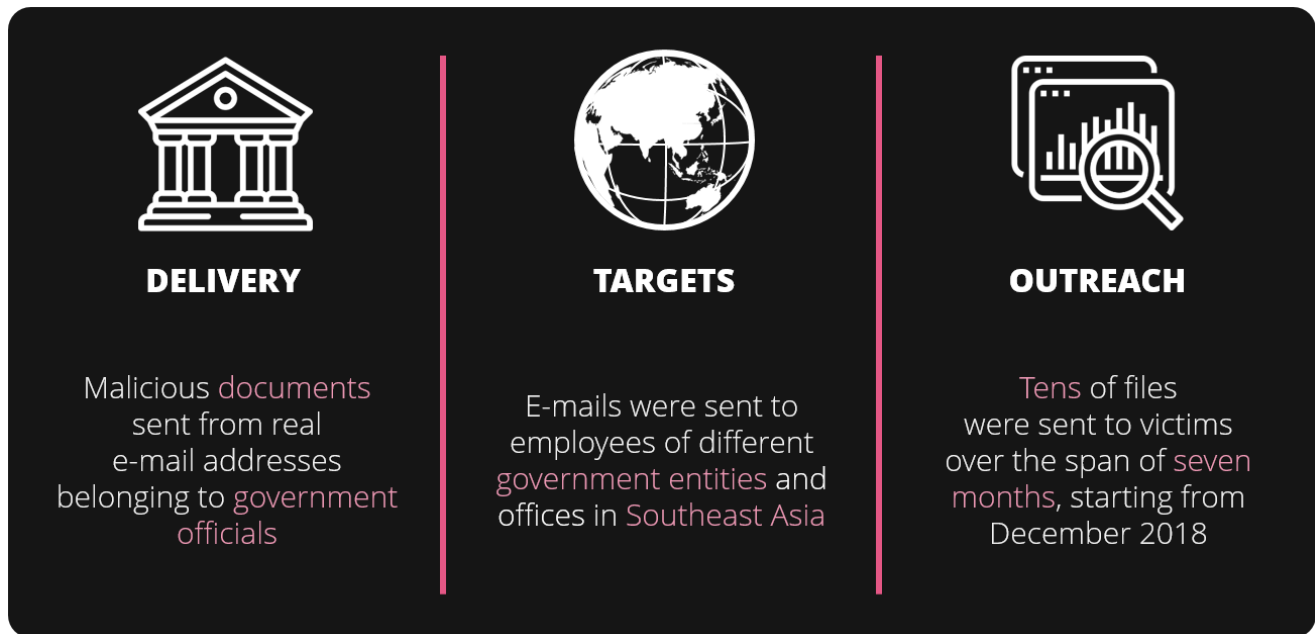 DELIVERY
Malicious documents
sent from real
e-mail addresses
belonging to government
officials
TARGETS
E-mails were sent to
employees of different
government entities and
offices in Southeast Asia
OUTREACH
Tens of files
were sent to victims
over the span of seven
months, starting from
December 2018